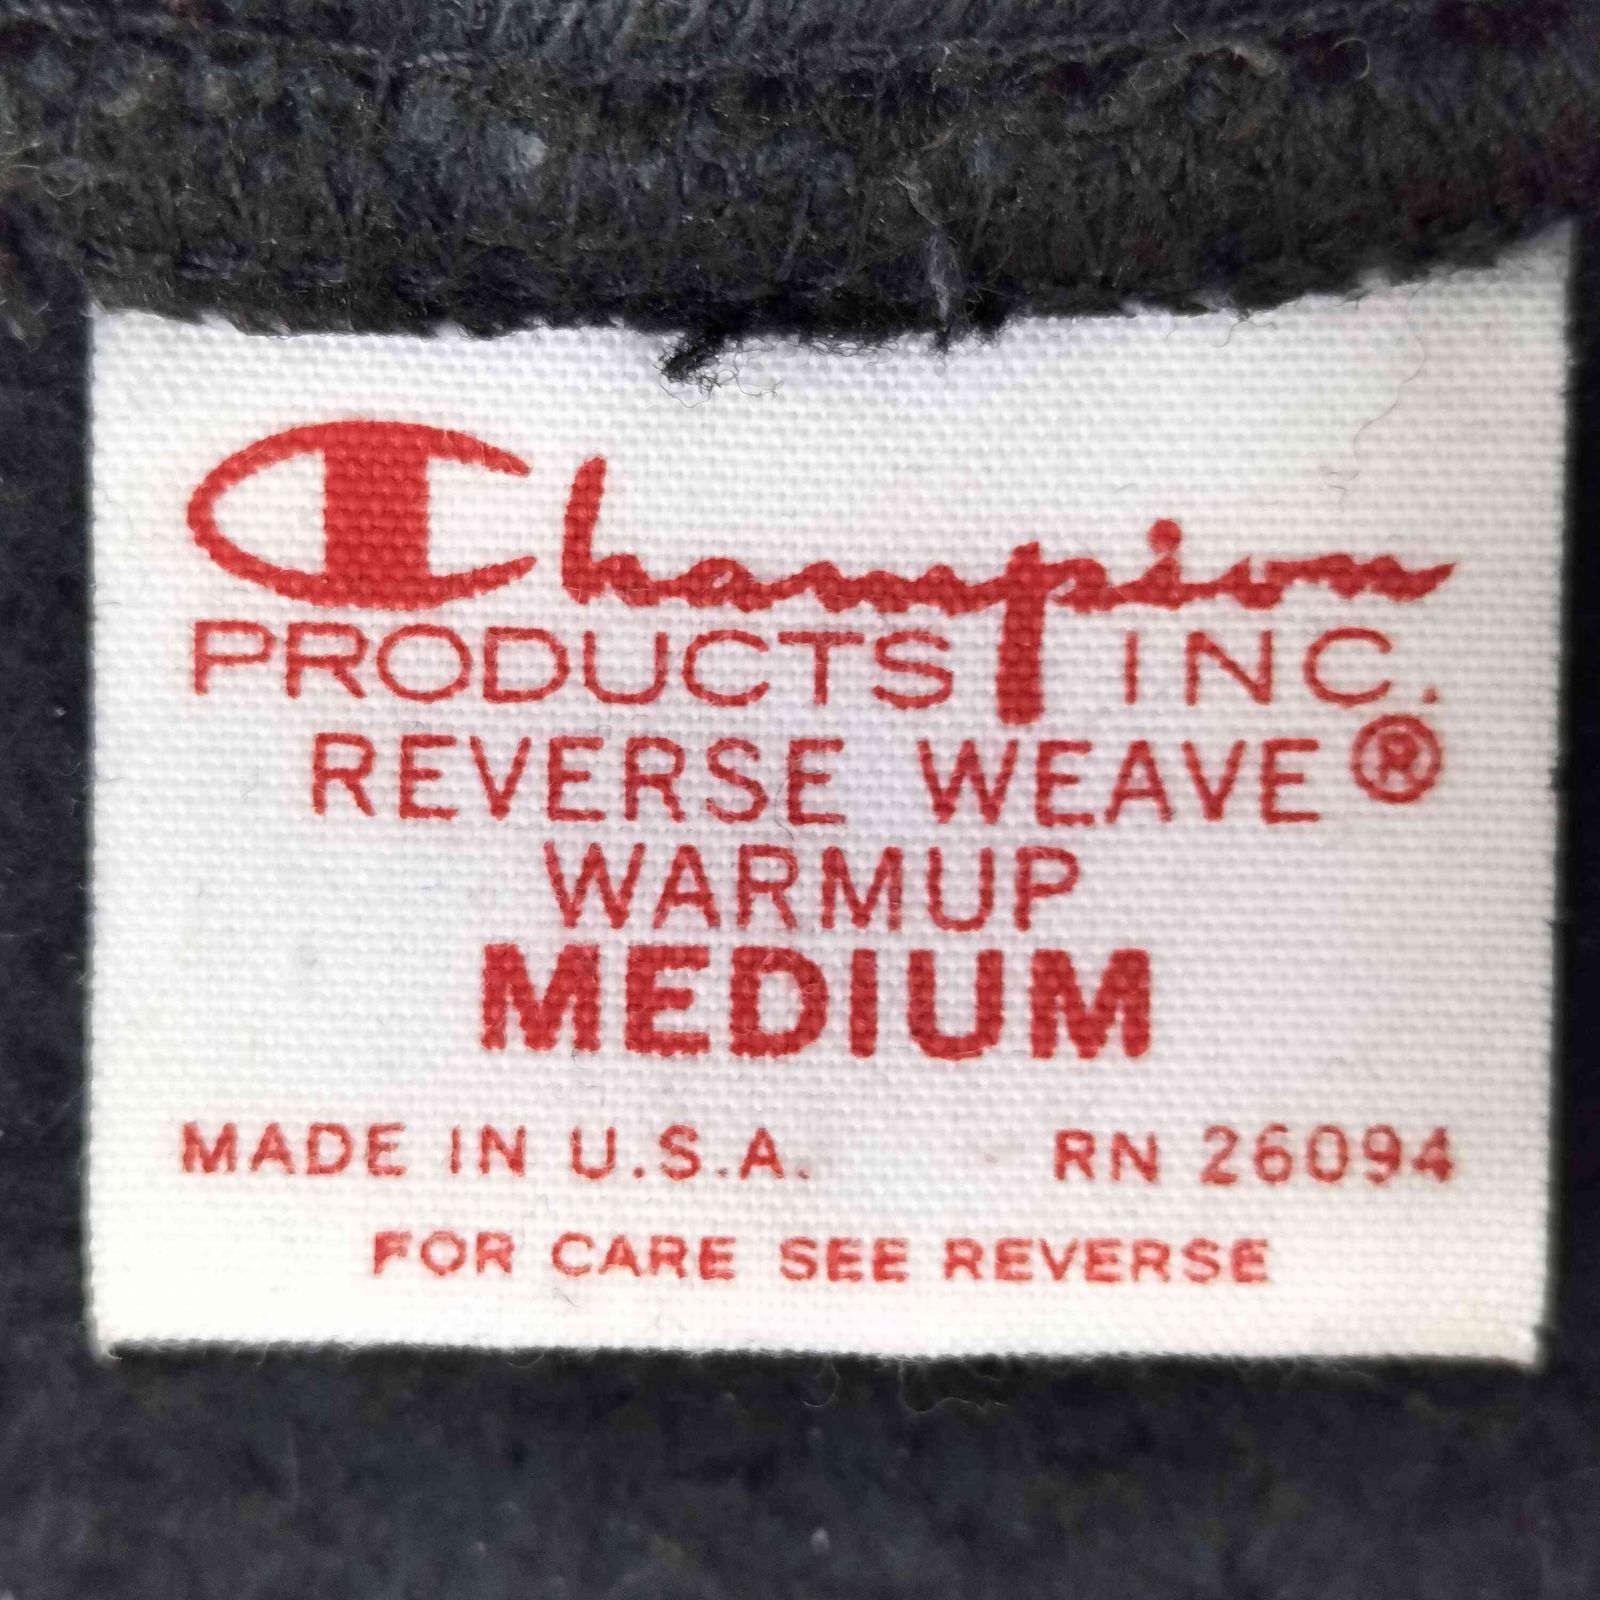 Champion
PRODUCTS INC.
REVERSE WEAVE®
WARMUP
MEDIUM
MADE IN U.S.A. RN 26094
FOR CARE SEE REVERSE